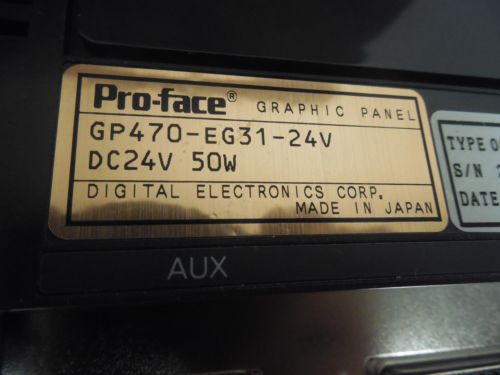 Pro-face® GRAPHIC PANEL
GP470-EG31-24V
DC24V 50W
DIGITAL ELECTRONICS CORP.
MADE IN JAPAN
TYPE
S/N
DATE
AUX